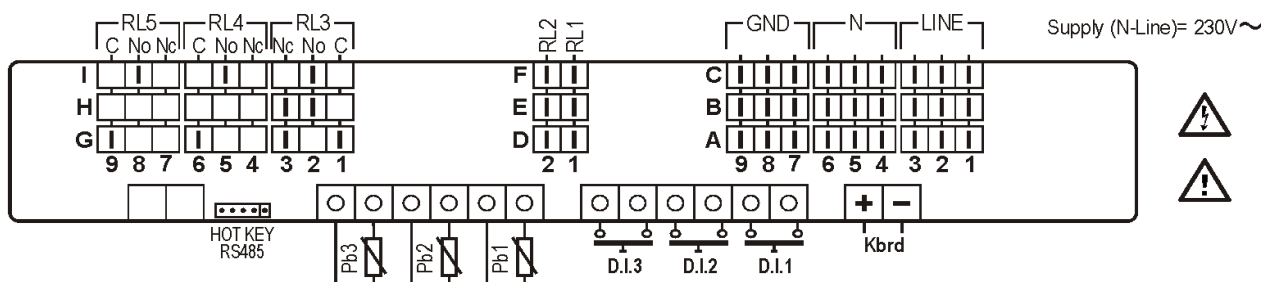 RL5 RL4 RL3 RL2 RL1 GND N LINE Supply (N-Line)= 230V~
C No Nc C No Nc Nc No C
I F C
H E B
G D A
9 8 7 6 5 4 3 2 1 2 1 9 8 7 6 5 4 3 2 1
+ -
HOT KEY
RS485
Pb3 Pb2 Pb1
D.I.3 D.I.2 D.I.1
Kbrd
!